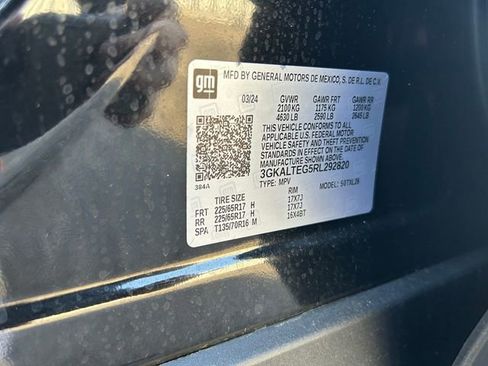 gm
MFD BY GENERAL MOTORS DE MEXICO, S. DE R.L. DE C.V.
03/24 GVWR GAWR FRT GAWR RR
2100 KG 1175 KG 1200 KG
4630 LB 2590 LB 2645 LB
THIS VEHICLE CONFORMS TO ALL APPLICABLE
U.S. FEDERAL MOTOR VEHICLE SAFETY,
BUMPER, AND THEFT PREVENTION STANDARDS
IN EFFECT ON THE DATE OF MANUFACTURE
SHOWN ABOVE.
3GKALTEG5RL292820
TYPE: MPV MODEL:
384A
TIRE SIZE RIM
FRT 225/65R17 H 17X7J
RR 225/65R17 H 17X7J
SPA T135/70R16 M 16X4BT